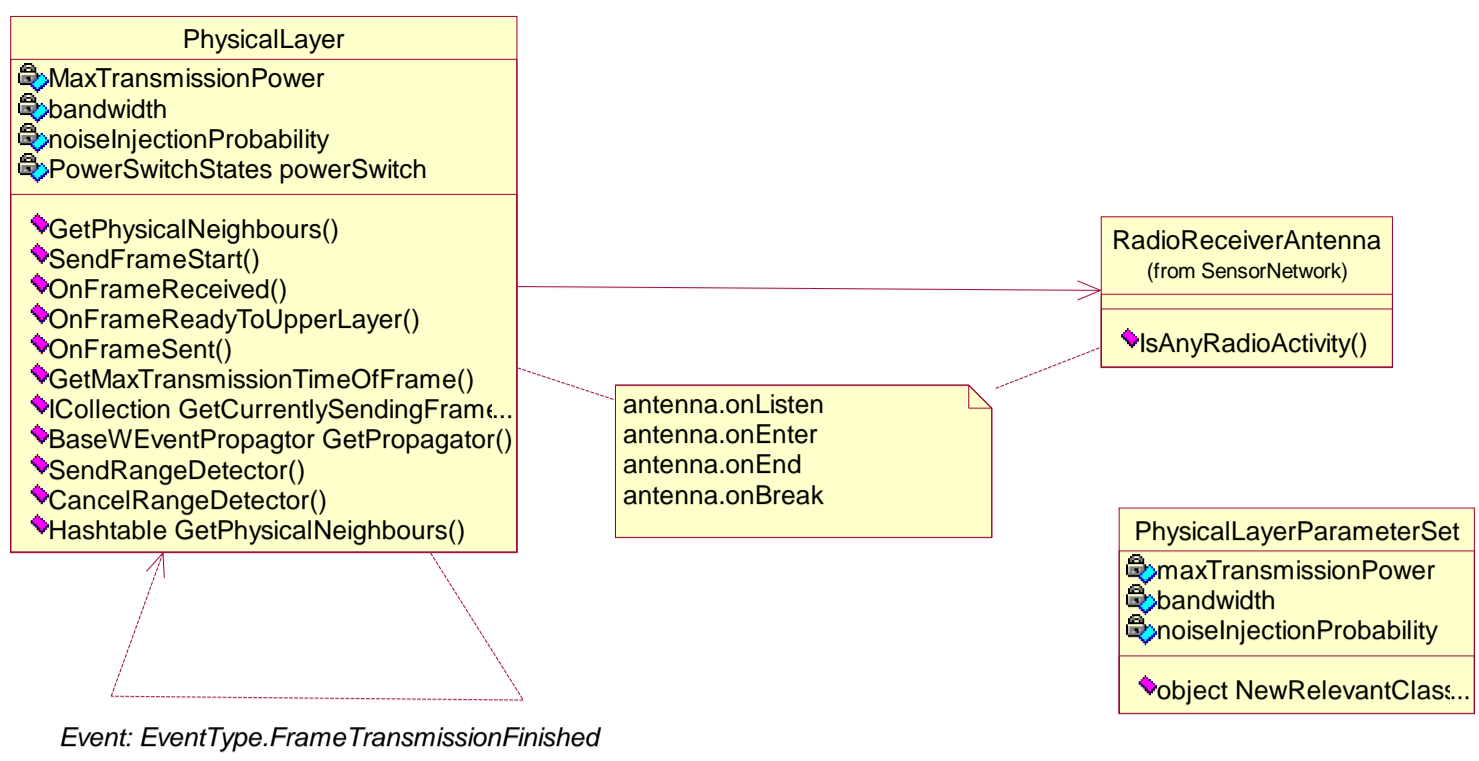 PhysicalLayer
MaxTransmissionPower
bandwidth
noiseInjectionProbability
PowerSwitchStates powerSwitch
GetPhysicalNeighbours()
SendFrameStart()
OnFrameReceived()
OnFrameReadyToUpperLayer()
OnFrameSent()
GetMaxTransmissionTimeOfFrame()
ICollection GetCurrentlySendingFrame...
BaseWEventPropagtor GetPropagator()
SendRangeDetector()
CancelRangeDetector()
Hashtable GetPhysicalNeighbours()
Event: EventType.FrameTransmissionFinished
antenna.onListen
antenna.onEnter
antenna.onEnd
antenna.onBreak
RadioReceiverAntenna
(from SensorNetwork)
IsAnyRadioActivity()
PhysicalLayerParameterSet
maxTransmissionPower
bandwidth
noiseInjectionProbability
object NewRelevantClass...